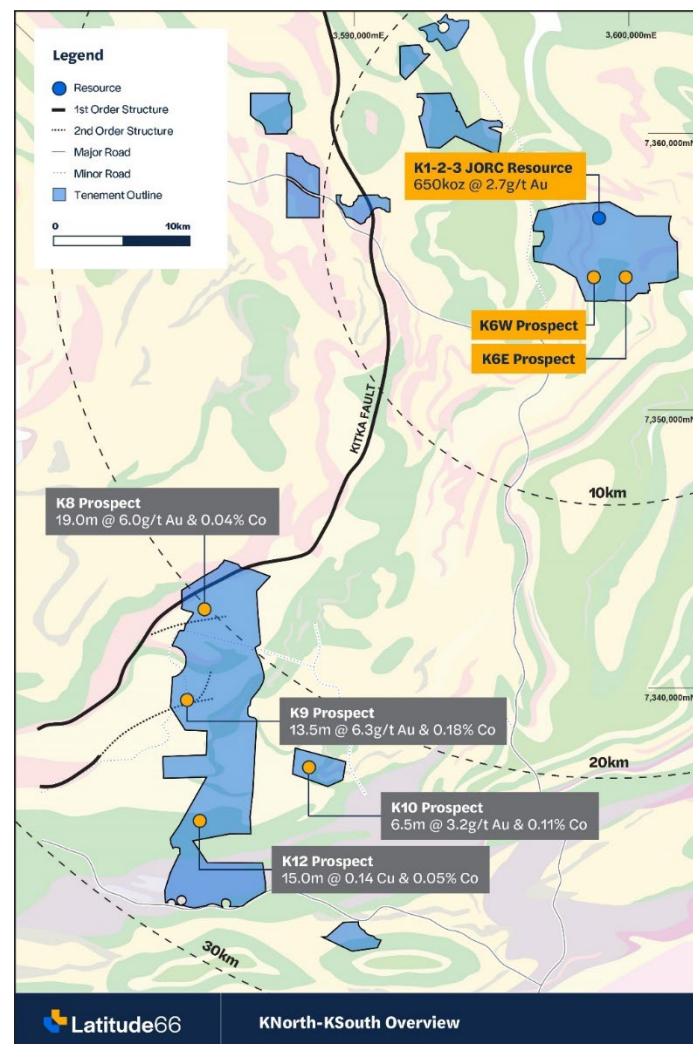 Legend
Resource
1st Order Structure
2nd Order Structure
Major Road
Minor Road
Tenement Outline
0 10km
3,590,000mE
3,600,000mE
7,360,000mN
K1-2-3 JORC Resource
650koz @ 2.7g/t Au
K6W Prospect
K6E Prospect
KITKA FAULT
7,350,000mN
10km
K8 Prospect
19.0m @ 6.0g/t Au & 0.04% Co
7,340,000mN
K9 Prospect
13.5m @ 6.3g/t Au & 0.18% Co
20km
K10 Prospect
6.5m @ 3.2g/t Au & 0.11% Co
K12 Prospect
15.0m @ 0.14 Cu & 0.05% Co
30km
Latitude66
KNorth-KSouth Overview